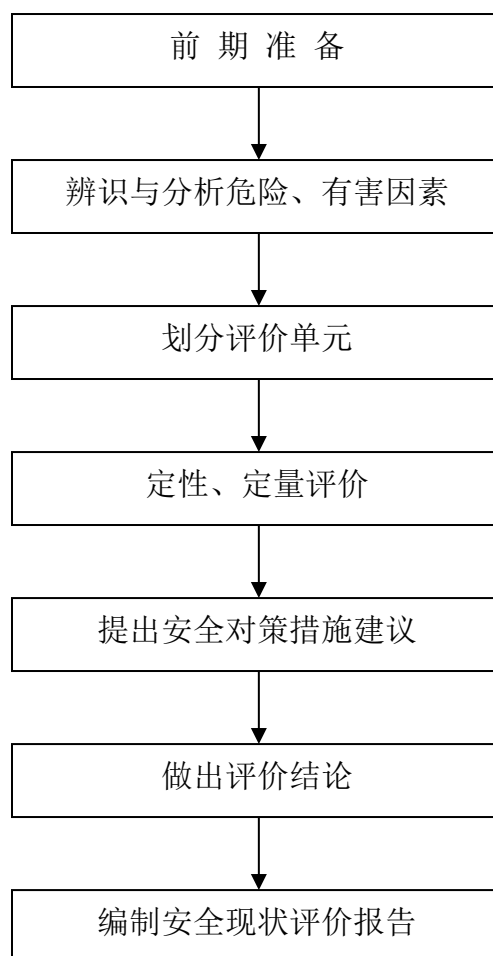 前 期 准 备
辨识与分析危险、有害因素
划分评价单元
定性、定量评价
提出安全对策措施建议
做出评价结论
编制安全现状评价报告